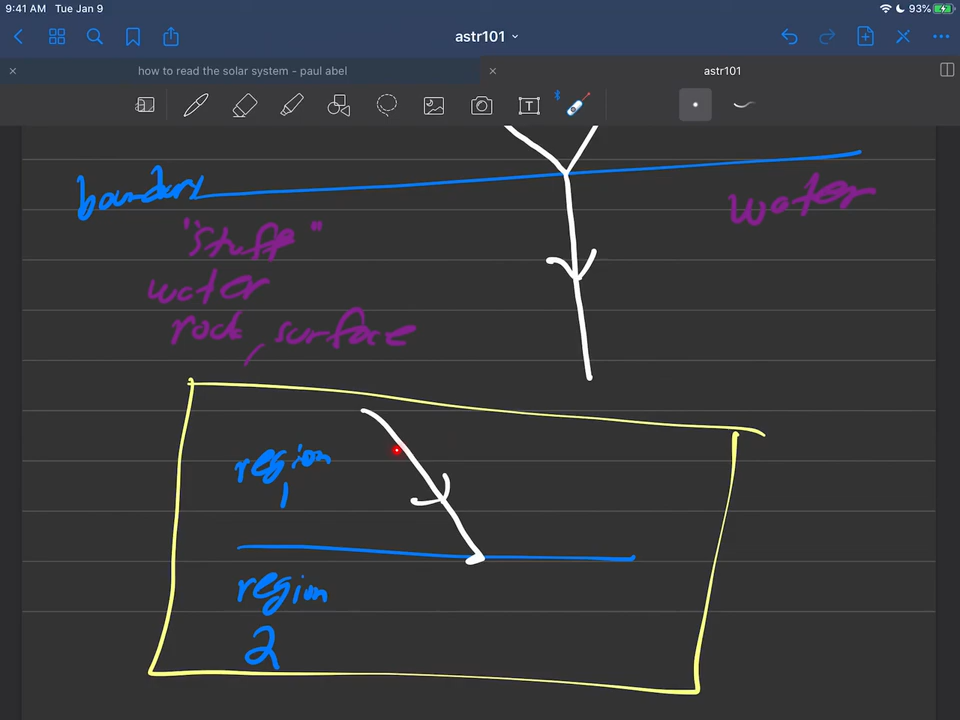 9:41 AM Tue Jan 9
93%
astr101
how to read the solar system - paul abel
astr101
T
boundary
water
"stuff"
water
rock, surface
region
1
region
2